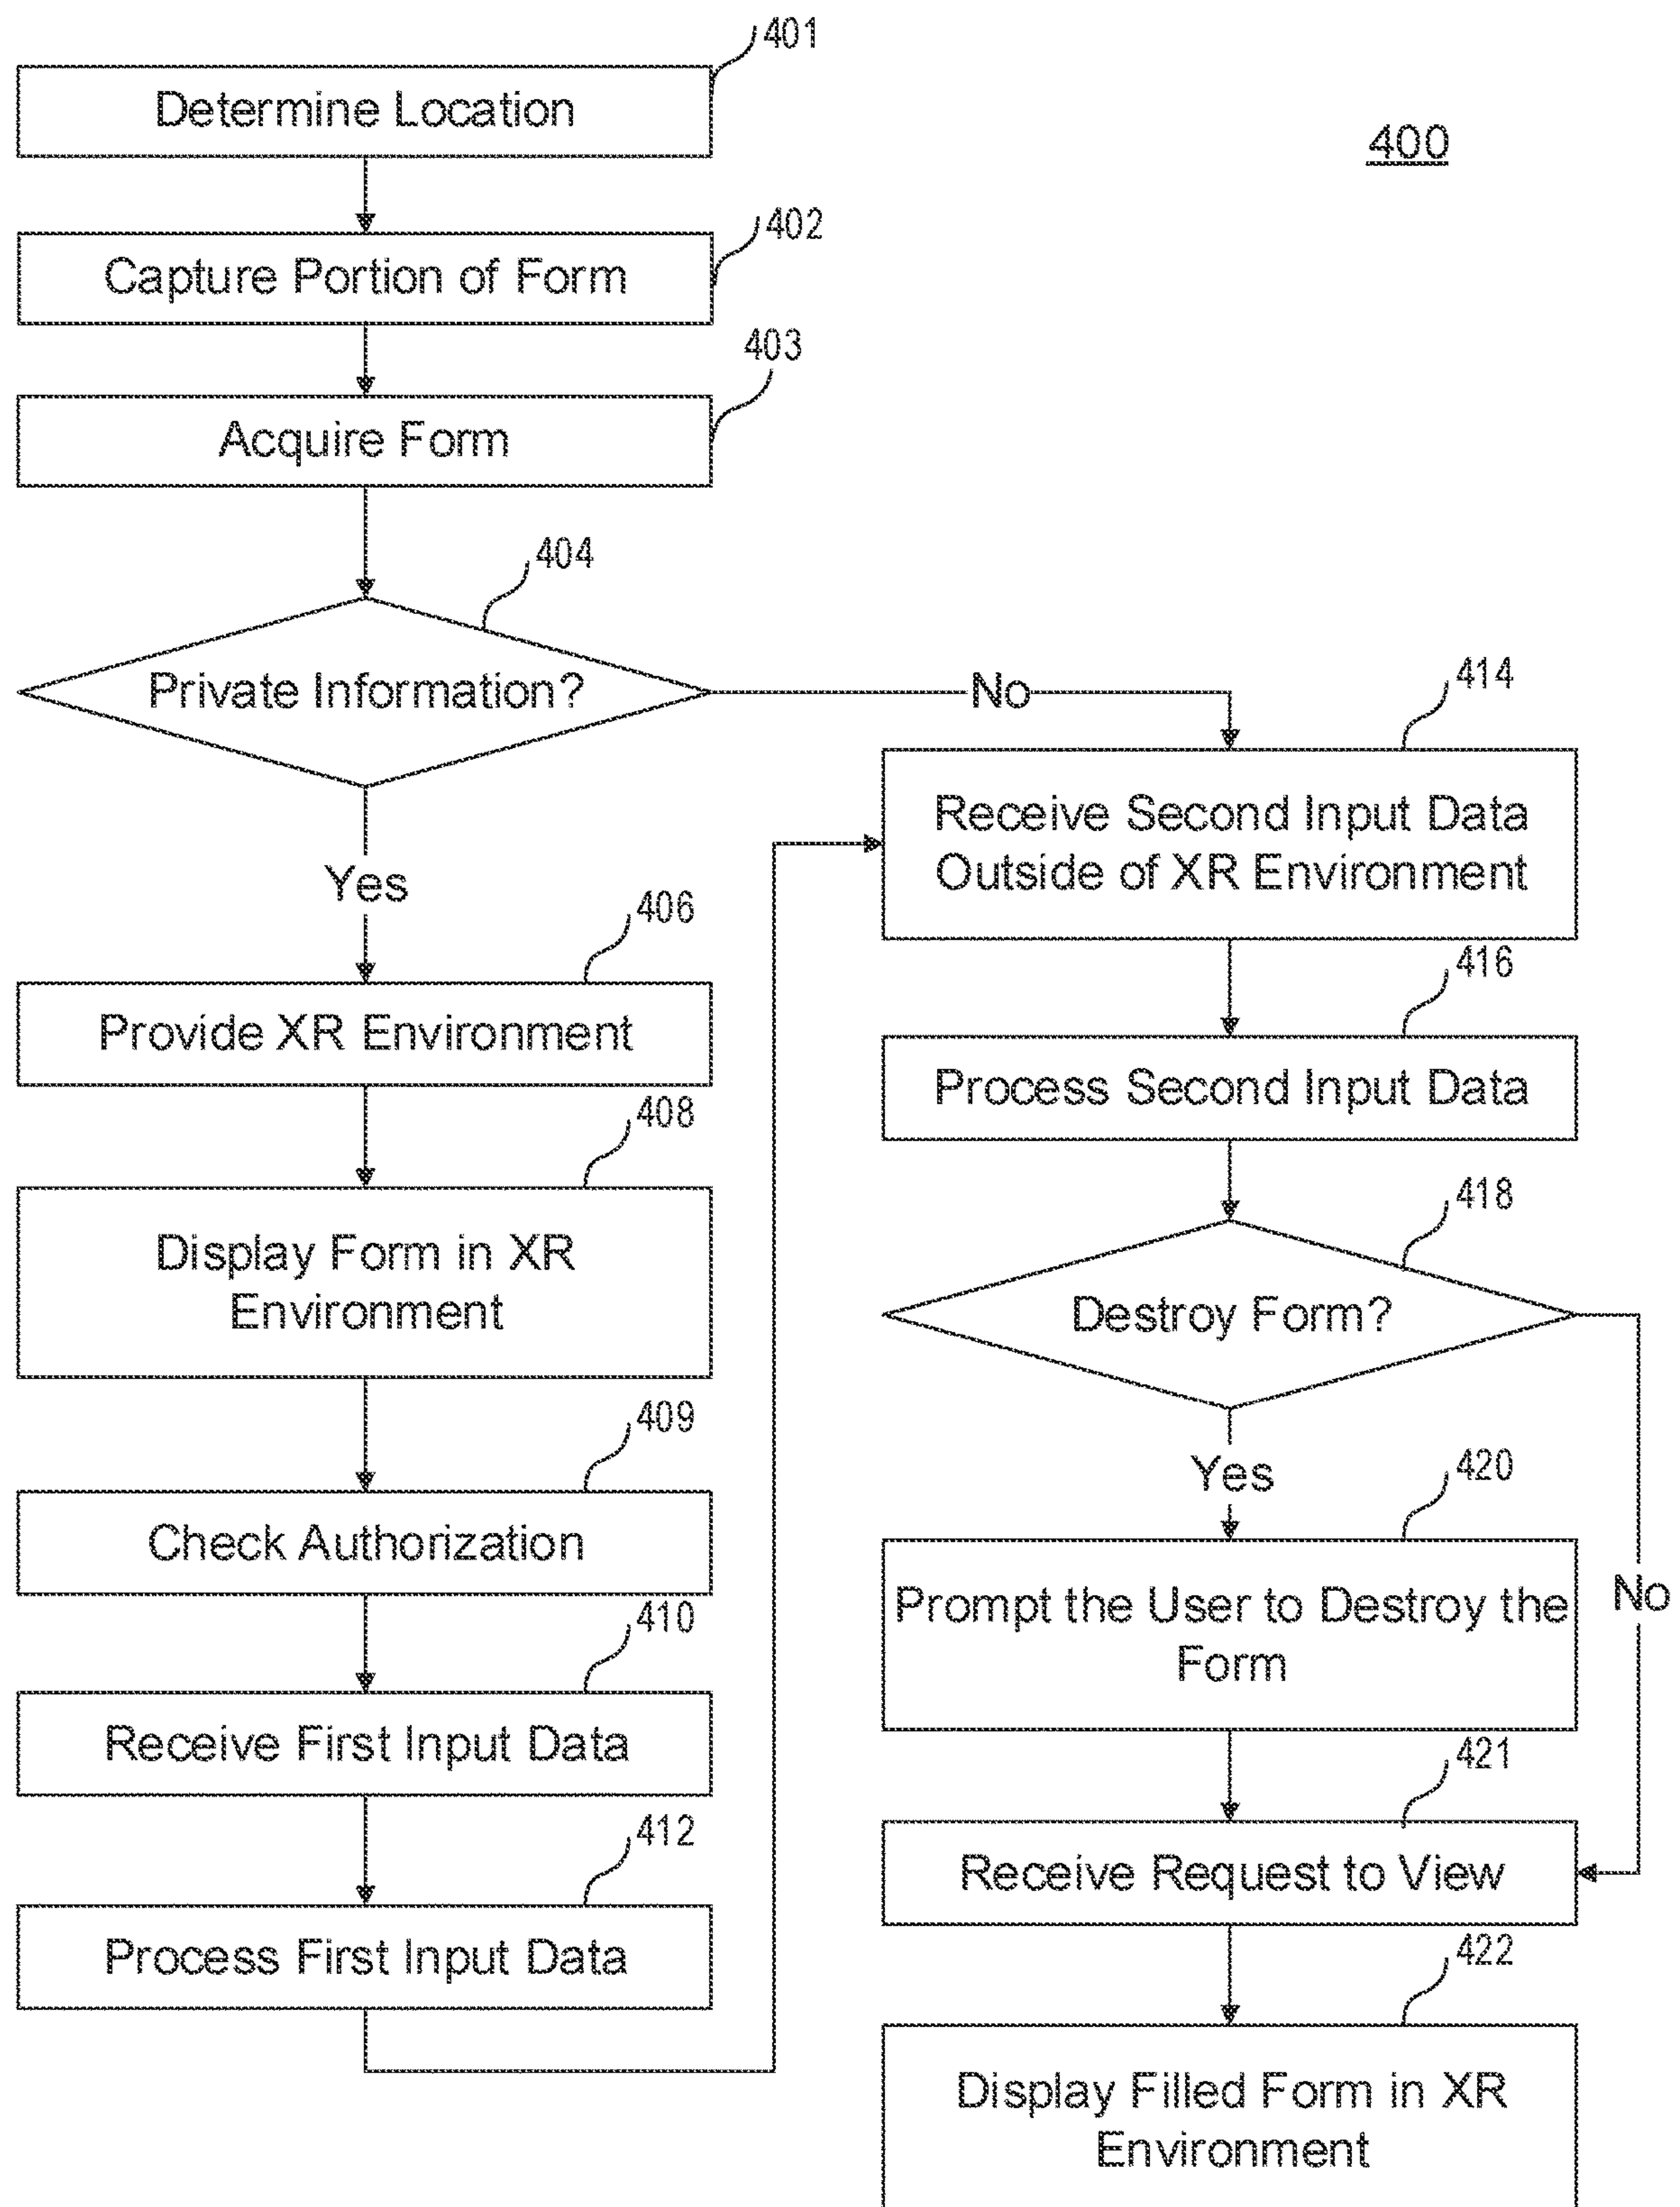 401
Determine Location
400
402
Capture Portion of Form
403
Acquire Form
404
Private Information?
No
Yes
406
Provide XR Environment
408
Display Form in XR
Environment
409
Check Authorization
410
Receive First Input Data
412
Process First Input Data
414
Receive Second Input Data
Outside of XR Environment
416
Process Second Input Data
418
Destroy Form?
Yes
No
420
Prompt the User to Destroy the
Form
421
Receive Request to View
422
Display Filled Form in XR
Environment